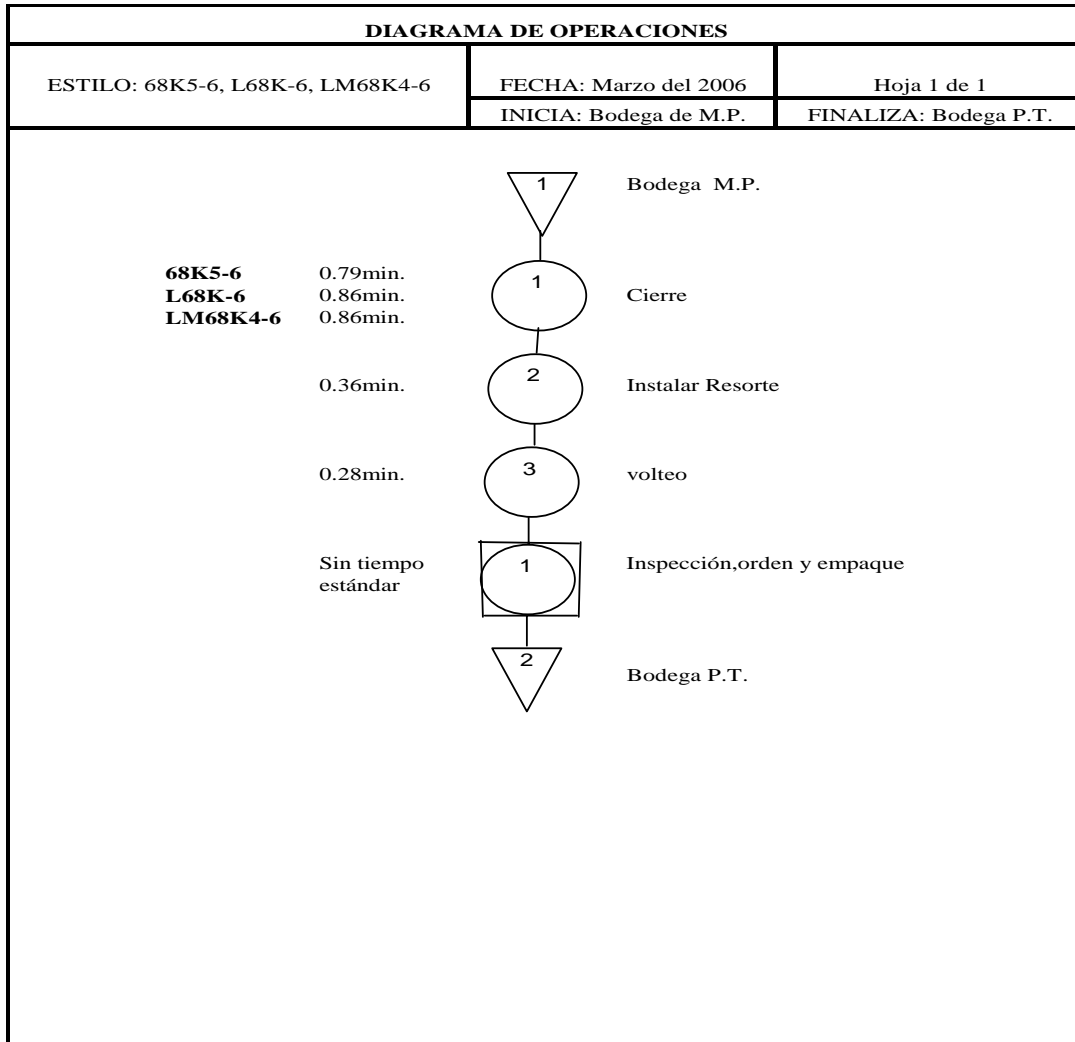 DIAGRAMA DE OPERACIONES
ESTILO: 68K5-6, L68K-6, LM68K4-6
FECHA: Marzo del 2006
Hoja 1 de 1
INICIA: Bodega de M.P.
FINALIZA: Bodega P.T.
1
Bodega M.P.
68K5-6 0.79min.
L68K-6 0.86min.
LM68K4-6 0.86min.
1
Cierre
0.36min.
2
Instalar Resorte
0.28min.
3
volteo
Sin tiempo
estándar
1
Inspección,orden y empaque
2
Bodega P.T.